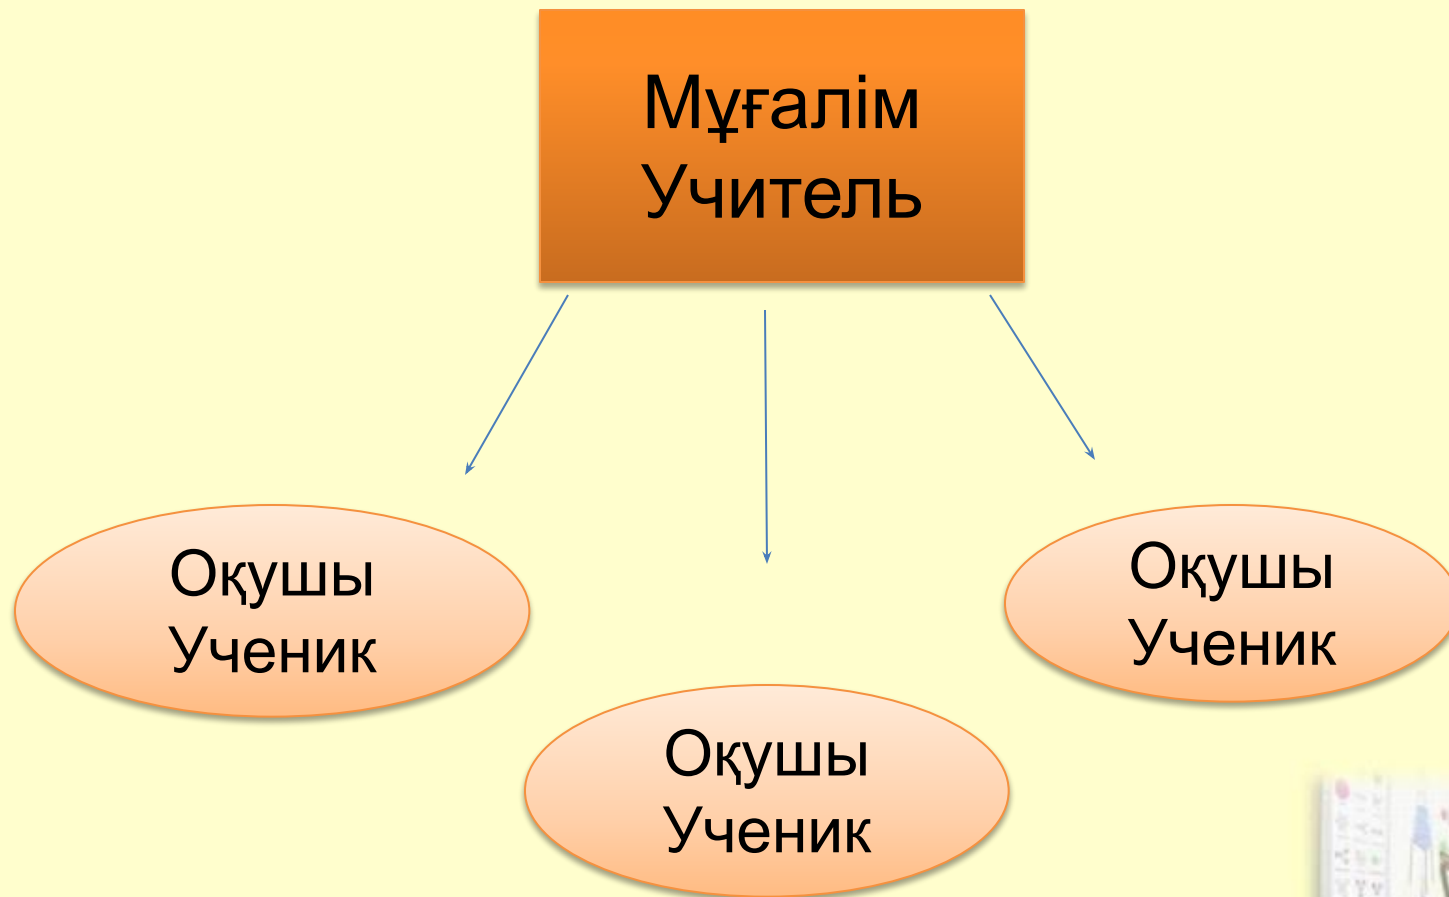 Мұғалім
Учитель
Оқушы
Ученик
Оқушы
Ученик
Оқушы
Ученик